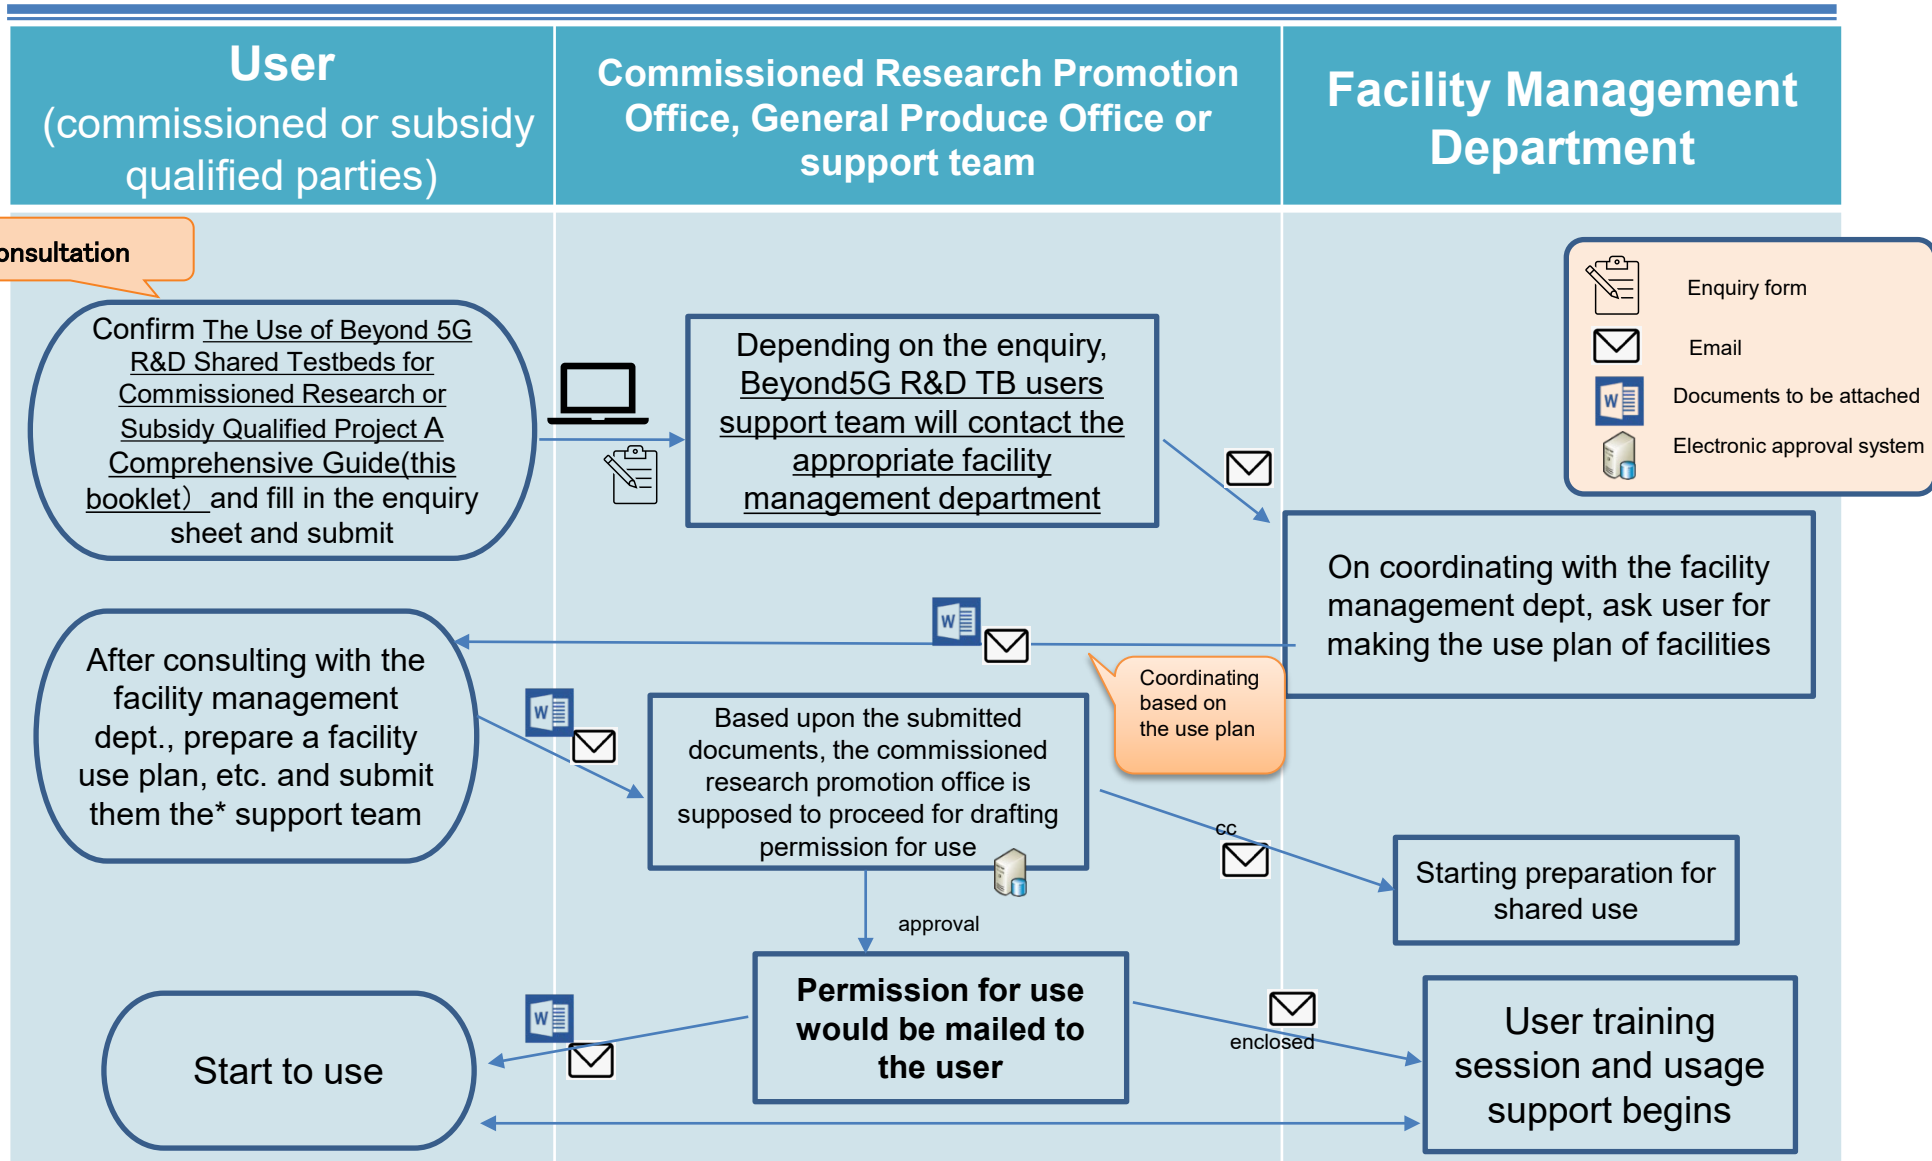 User
(commissioned or subsidy
qualified parties)
Commissioned Research Promotion
Office, General Produce Office or
support team
Facility Management
Department
onsultation
Enquiry form
Email
Documents to be attached
Electronic approval system
Confirm The Use of Beyond 5G
R&D Shared Testbeds for
Commissioned Research or
Subsidy Qualified Project A
Comprehensive Guide(this
booklet） and fill in the enquiry
sheet and submit
Depending on the enquiry,
Beyond5G R&D TB users
support team will contact the
appropriate facility
management department
On coordinating with the facility
management dept, ask user for
making the use plan of facilities
After consulting with the
facility management
dept., prepare a facility
use plan, etc. and submit
them the* support team
Coordinating
based on
the use plan
Based upon the submitted
documents, the commissioned
research promotion office is
supposed to proceed for drafting
permission for use
cc
Starting preparation for
shared use
approval
Permission for use
would be mailed to
the user
enclosed
Start to use
User training
session and usage
support begins